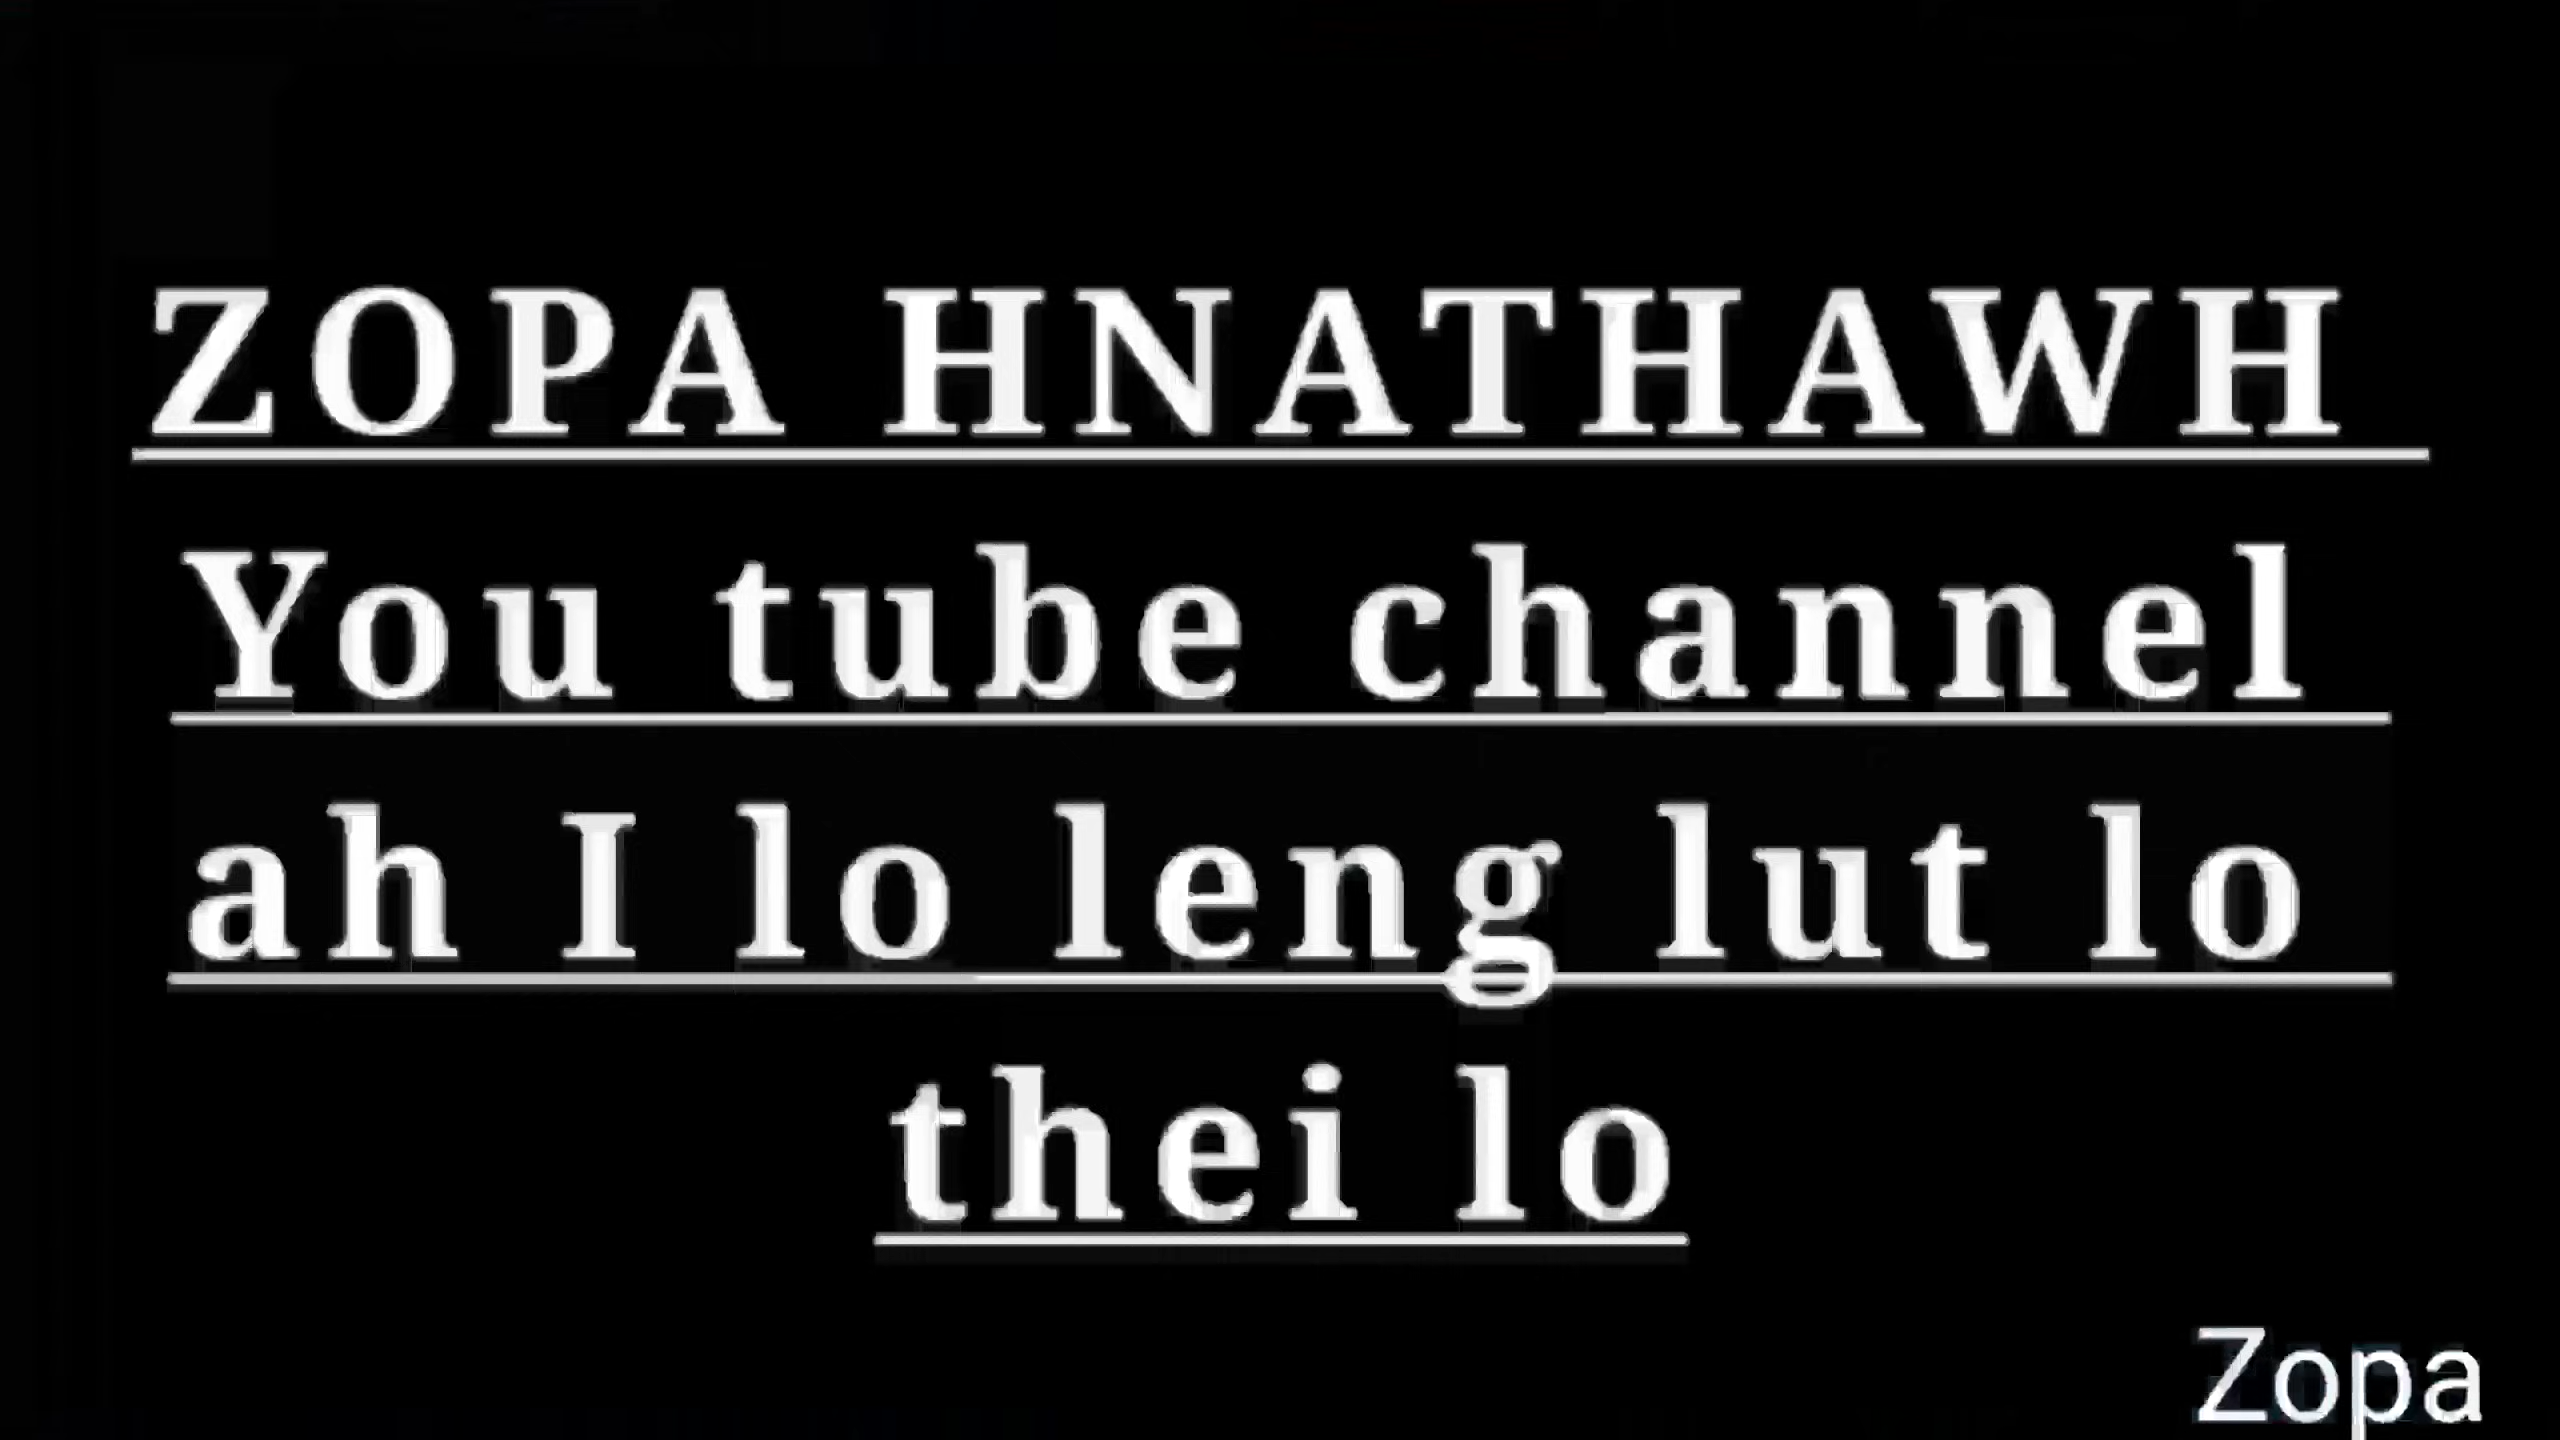 ZOPA HNATHAWH
You tube channel
ah I lo leng lut lo
thei lo
Zopa